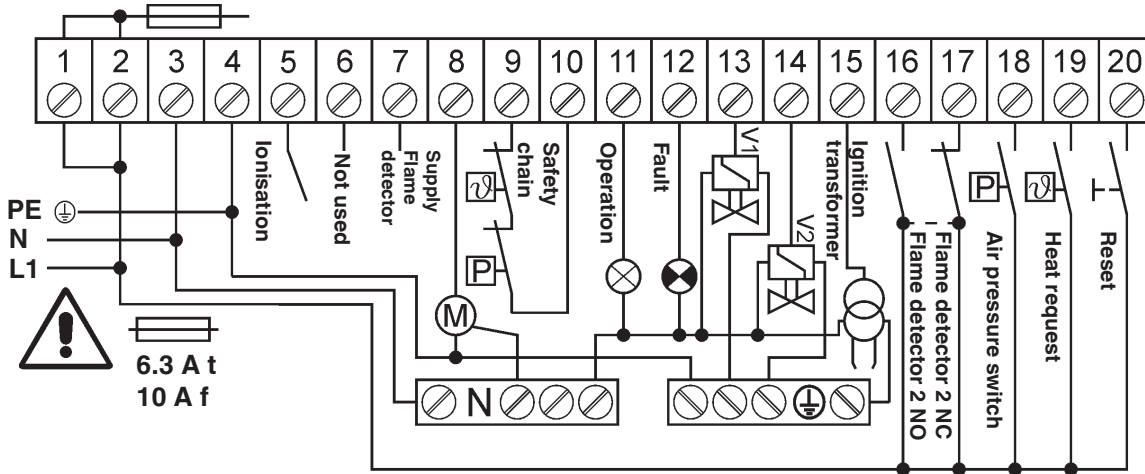 1 2 3 4 5 6 7 8 9 10 11 12 13 14 15 16 17 18 19 20
Ionisation
Not used
Supply
Flame
detector
Safety
chain
Operation
Fault
V1
V2
Ignition
transformer
Flame detector 2 NO
Flame detector 2 NC
Air pressure switch
Heat request
Reset
ϑ
P
P
ϑ
PE
N
L1
M
6.3 A t
10 A f
N